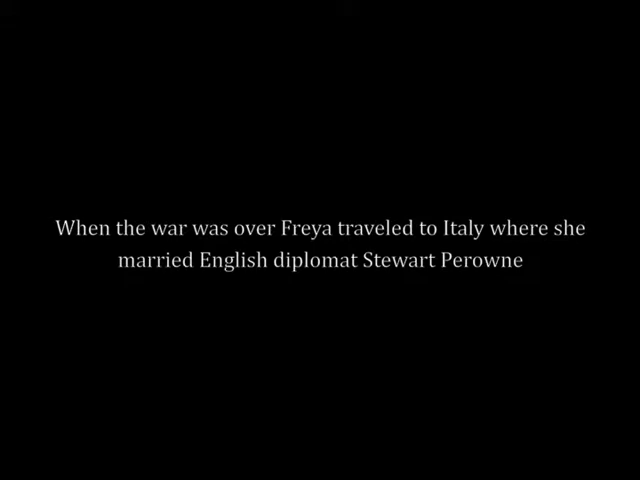 When the war was over Freya traveled to Italy where she
married English diplomat Stewart Perowne